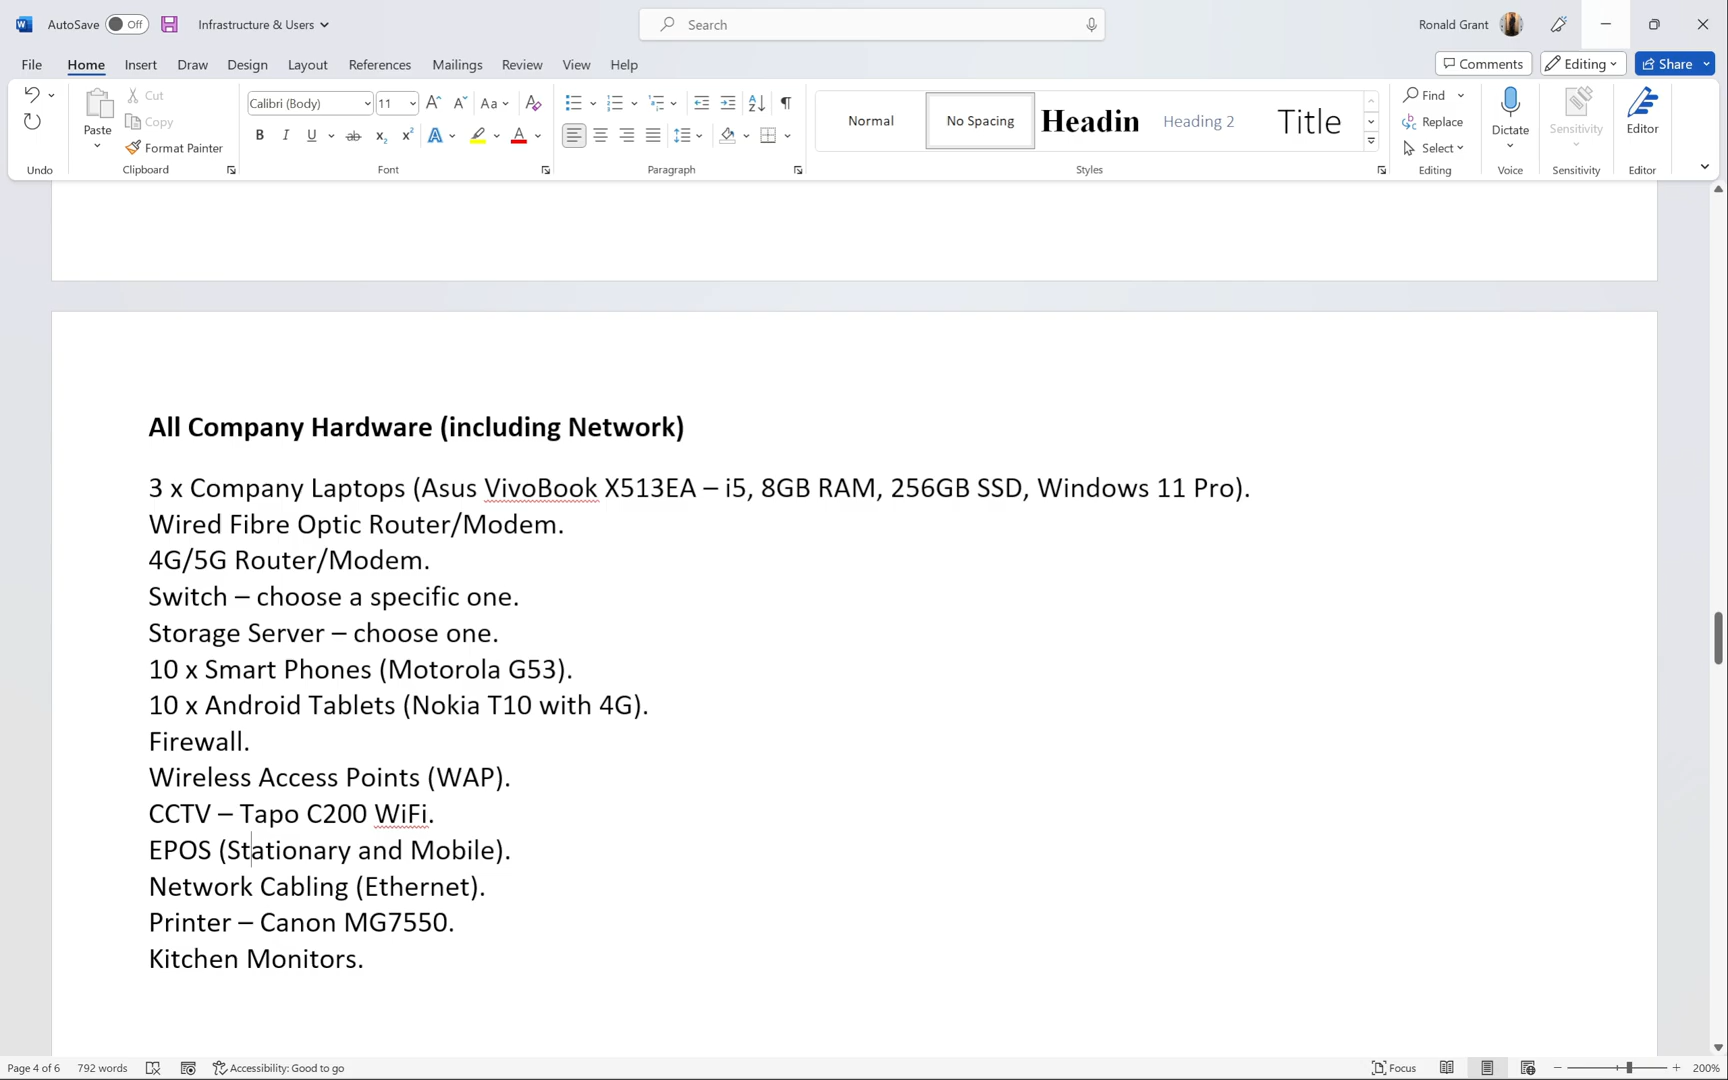 AutoSave Off Infrastructure & Users Search Ronald Grant
File Home Insert Draw Design Layout References Mailings Review View Help Comments Editing Share
Paste Cut Copy Format Painter
Calibri (Body) 11 Aa
B I U ab x₂ x² A A
Normal No Spacing Headin Heading 2 Title
Find Replace Select
Dictate Sensitivity Editor
Undo Clipboard Font Paragraph Styles Editing Voice Sensitivity Editor
All Company Hardware (including Network)
3 x Company Laptops (Asus VivoBook X513EA – i5, 8GB RAM, 256GB SSD, Windows 11 Pro).
Wired Fibre Optic Router/Modem.
4G/5G Router/Modem.
Switch – choose a specific one.
Storage Server – choose one.
10 x Smart Phones (Motorola G53).
10 x Android Tablets (Nokia T10 with 4G).
Firewall.
Wireless Access Points (WAP).
CCTV – Tapo C200 WiFi.
EPOS (Stationary and Mobile).
Network Cabling (Ethernet).
Printer – Canon MG7550.
Kitchen Monitors.
Page 4 of 6 792 words Accessibility: Good to go Focus 200%